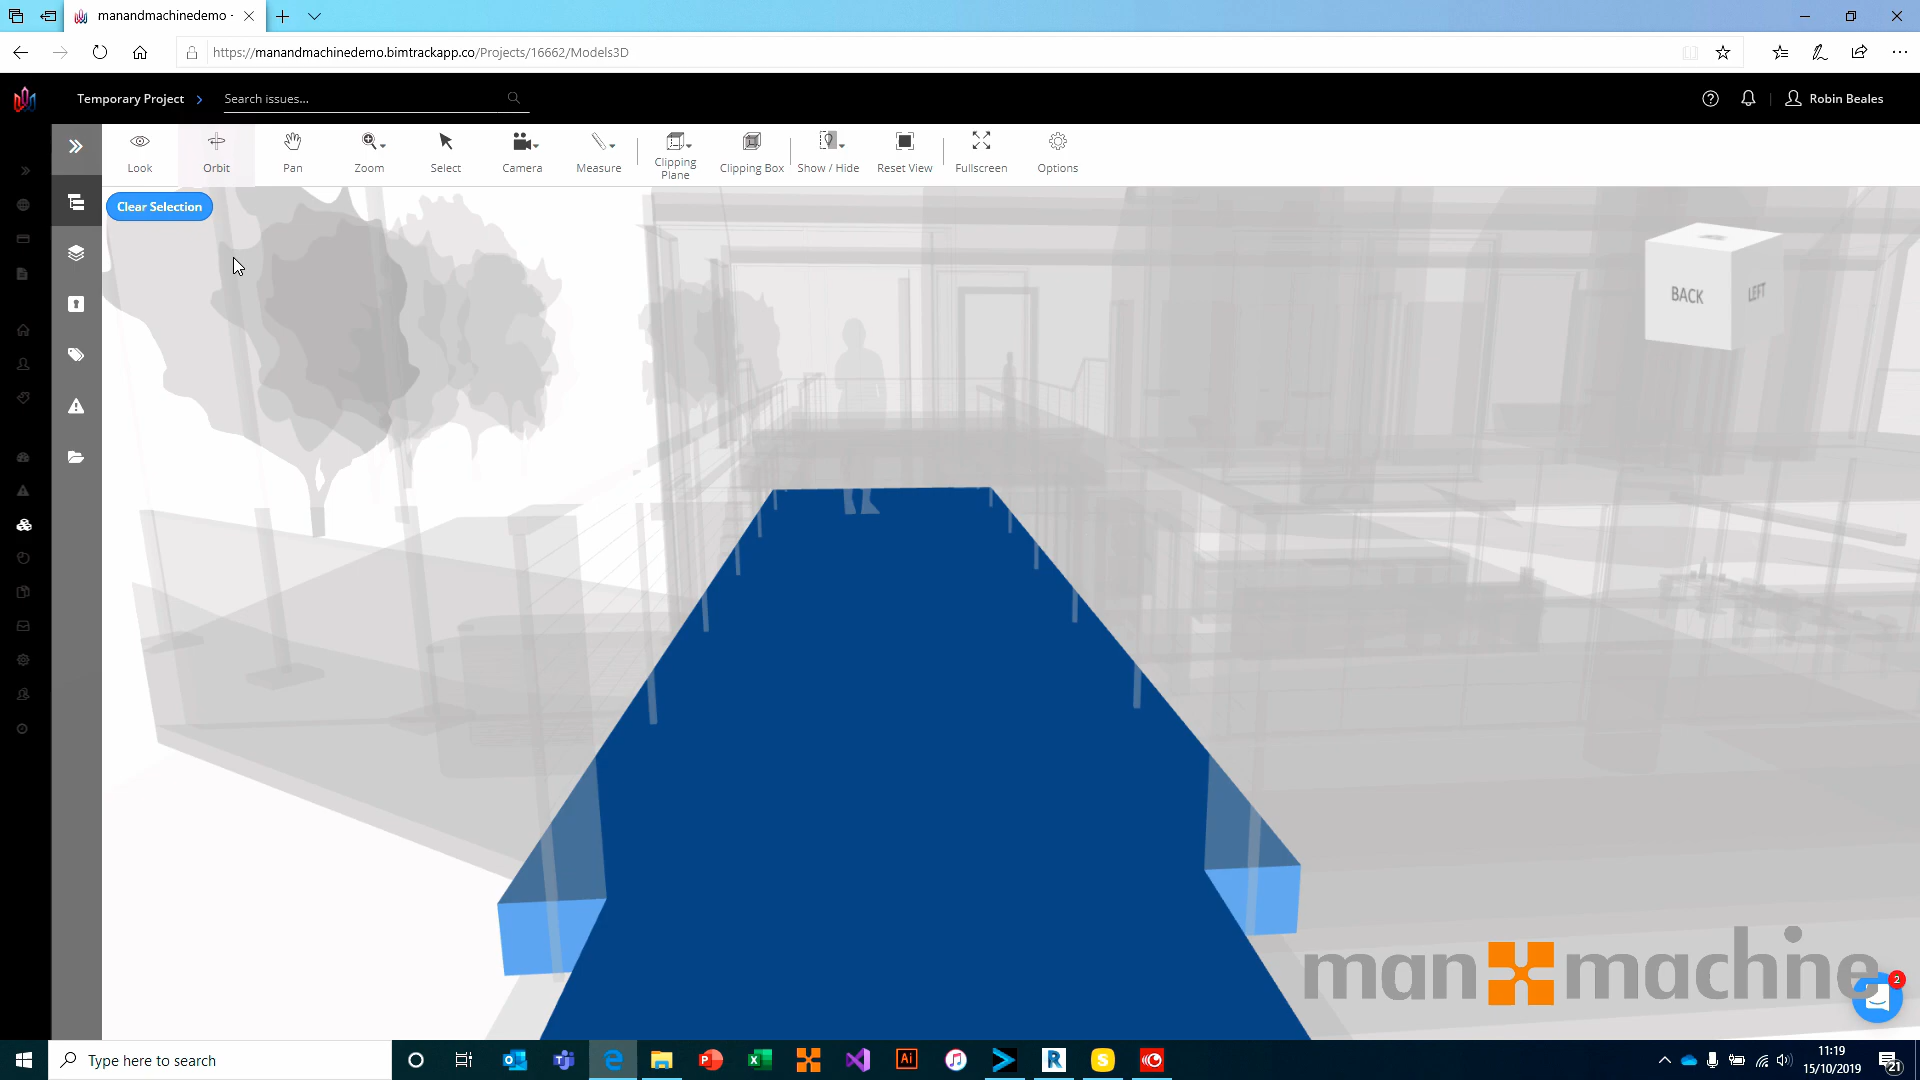 manandmachinedemo -
https://manandmachinedemo.bimtrackapp.co/Projects/16662/Models3D
Temporary Project
Search issues...
Robin Beales
Look
Orbit
Pan
Zoom
Select
Camera
Measure
Clipping
Plane
Clipping Box
Show / Hide
Reset View
Fullscreen
Options
Clear Selection
BACK
LEFT
man machine
2
Type here to search
11:19
15/10/2019
21